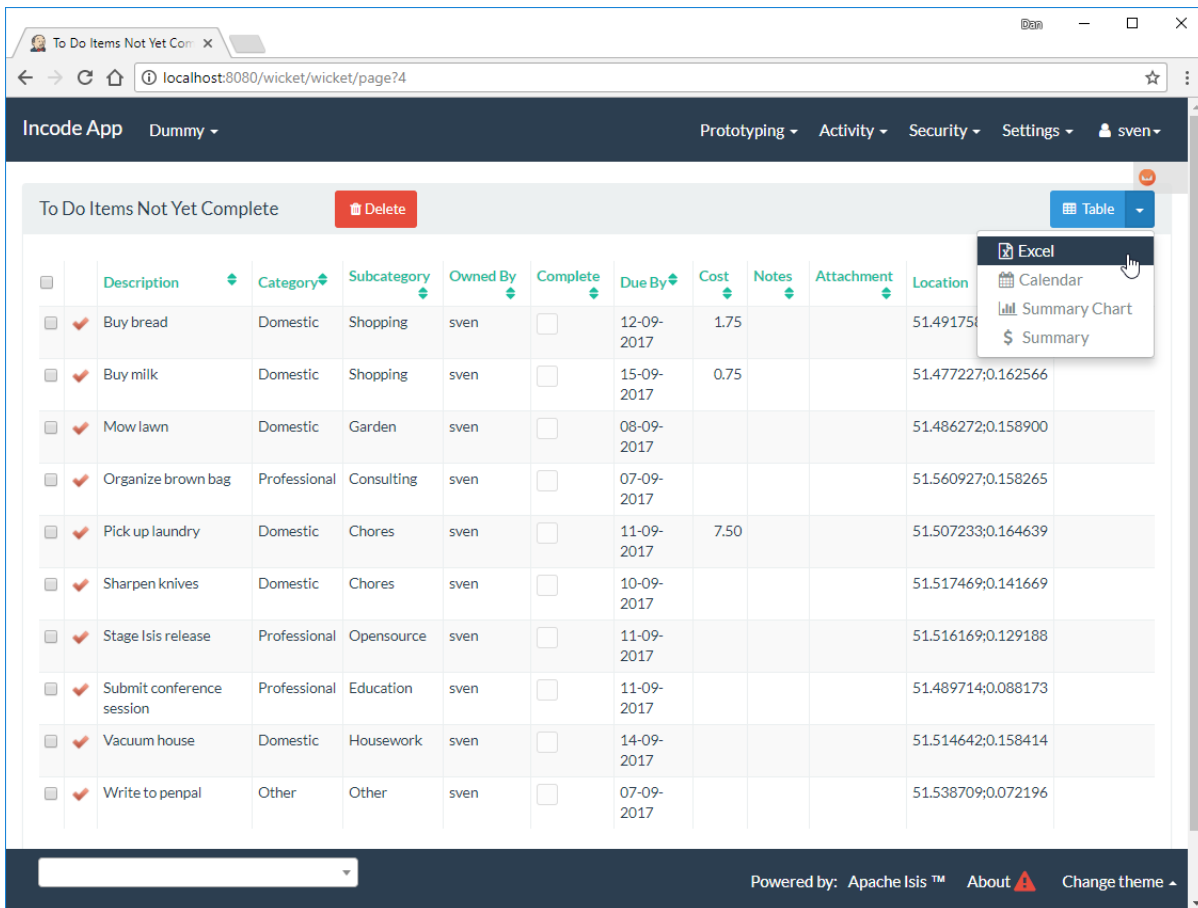 Dan
To Do Items Not Yet Com
localhost:8080/wicket/wicket/page?4
Incode App Dummy Prototyping Activity Security Settings sven
To Do Items Not Yet Complete Delete Table
Excel
Calendar
Summary Chart
Summary
Description Category Subcategory Owned By Complete Due By Cost Notes Attachment Location
Buy bread Domestic Shopping sven 12-09- 1.75 51.491758
2017
Buy milk Domestic Shopping sven 15-09- 0.75 51.477227;0.162566
2017
Mow lawn Domestic Garden sven 08-09- 51.486272;0.158900
2017
Organize brown bag Professional Consulting sven 07-09- 51.560927;0.158265
2017
Pick up laundry Domestic Chores sven 11-09- 7.50 51.507233;0.164639
2017
Sharpen knives Domestic Chores sven 10-09- 51.517469;0.141669
2017
Stage Isis release Professional Opensource sven 11-09- 51.516169;0.129188
2017
Submit conference Professional Education sven 11-09- 51.489714;0.088173
session 2017
Vacuum house Domestic Housework sven 14-09- 51.514642;0.158414
2017
Write to penpal Other Other sven 07-09- 51.538709;0.072196
2017
Powered by: Apache Isis ™ About Change theme